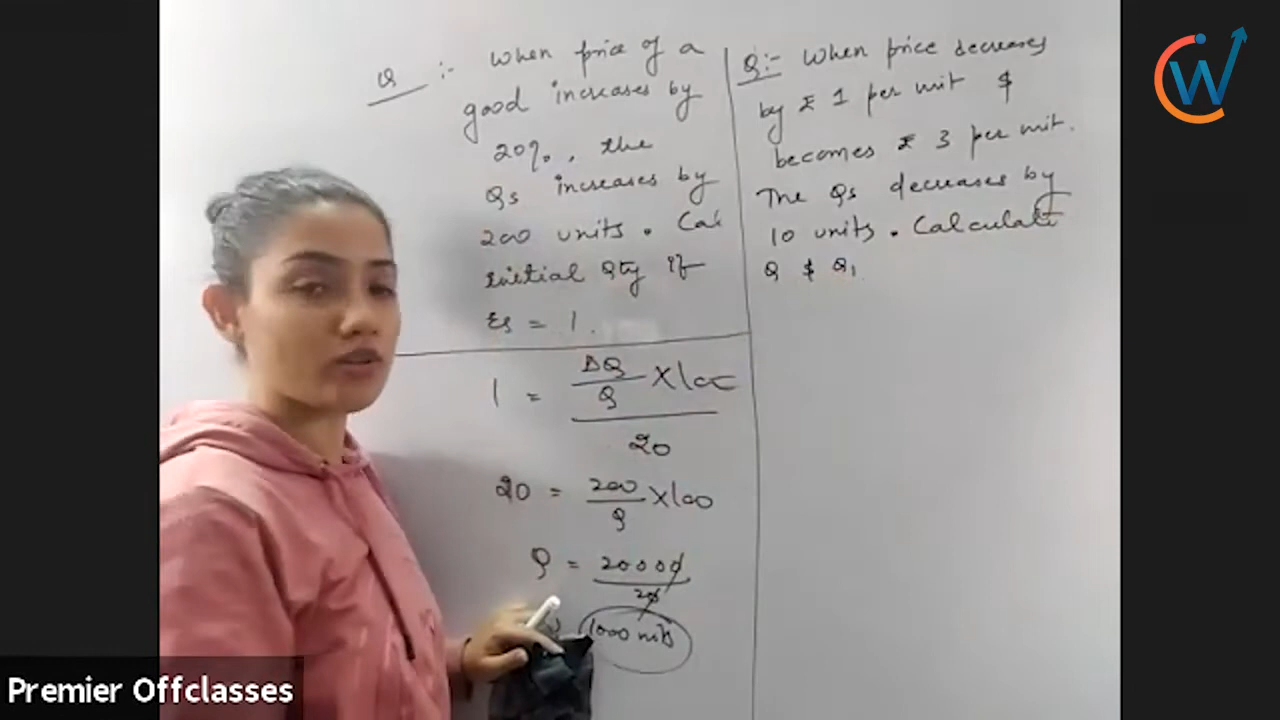 Q :- When price of a
good increases by
20%, the
Qs increases by
200 units. Cal
initial Qty if
Es = 1.
1 = ΔQ/Q X100
20
20 = 200/Q X100
Q = 20000/20
1000 units
Q:- When price decreases
by ₹ 1 per unit &
becomes ₹ 3 per unit.
The Qs decreases by
10 units. Calculate
Q & Q1.
W
Premier Offclasses